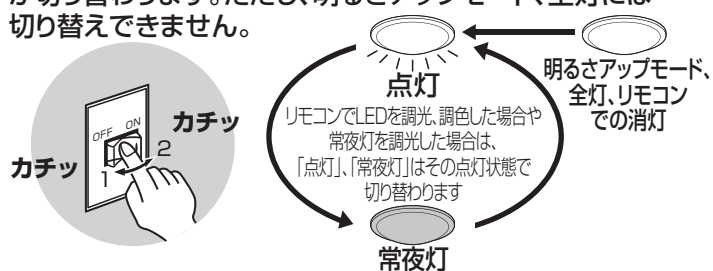 切り替えできません。
OFF
ON
カチッ
2
カチッ
1
点灯
リモコンでLEDを調光、調色した場合や
常夜灯を調光した場合は、
「点灯」、「常夜灯」はその点灯状態で
切り替わります
常夜灯
明るさアップモード、
全灯、リモコン
での消灯